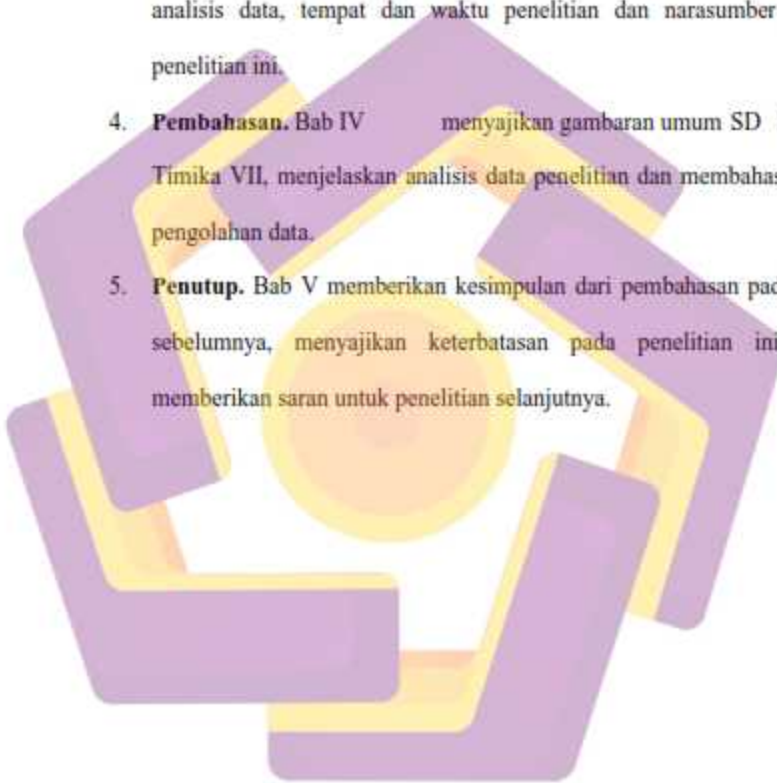 analisis data, tempat dan waktu penelitian dan narasumber
penelitian ini.
4. Pembahasan. Bab IV menyajikan gambaran umum SD
Timika VII, menjelaskan analisis data penelitian dan membahas
pengolahan data.
5. Penutup. Bab V memberikan kesimpulan dari pembahasan pad
sebelumnya, menyajikan keterbatasan pada penelitian ini
memberikan saran untuk penelitian selanjutnya.